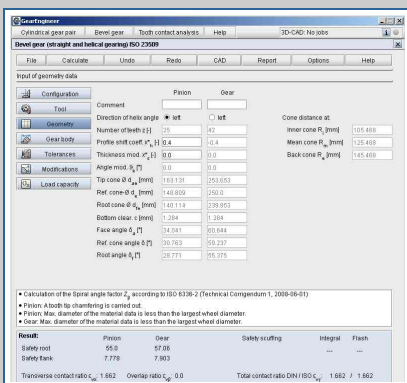 GearEngineer
Cylindrical gear pair Bevel gear Tooth contact analysis Help 3D-CAD: No jobs
Bevel gear (straight and helical gearing) ISO 23509
File Calculate Undo Redo CAD Report Options Help
Input of geometry data
Configuration
Tool
Geometry
Gear body
Tolerances
Modifications
Load capacity
Pinion Gear
Comment
Direction of helix angle left left Cone distance at:
Number of teeth z [-] 25 42 Inner cone Ri [mm] 105.468
Profile shift coeff. x*h [-] 0.4 -0.4 Mean cone Rm [mm] 125.468
Thickness mod. x*s [-] 0.0 0.0 Back cone Re [mm] 145.468
Angle mod. [°] 0.0 0.0
Tip cone Ø dae [mm] 163.131 253.653
Ref. cone-Ø de [mm] 148.809 250.0
Root cone Ø dfe [mm] 140.114 239.953
Bottom clear. c [mm] 1.284 1.284
Face angle δa [°] 34.041 60.644
Ref. cone angle δ [°] 30.763 59.237
Root angle δf [°] 28.771 55.375
• Calculation of the Spiral angle factor Zβ according to ISO 6336-2 (Technical Corrigendum 1, 2008-06-01)
• Pinion: A tooth tip chamfering is carried out.
• Pinion: Max. diameter of the material data is less than the largest wheel diameter.
• Gear: Max. diameter of the material data is less than the largest wheel diameter.
Result: Pinion Gear Safety scuffing Integral Flash
Safety root 55.0 57.06 --- ---
Safety flank 7.778 7.903
Transverse contact ratio εvα: 1.662 Overlap ratio εvβ: 0.0 Total contact ratio DIN / ISO εvγ: 1.662 / 1.662